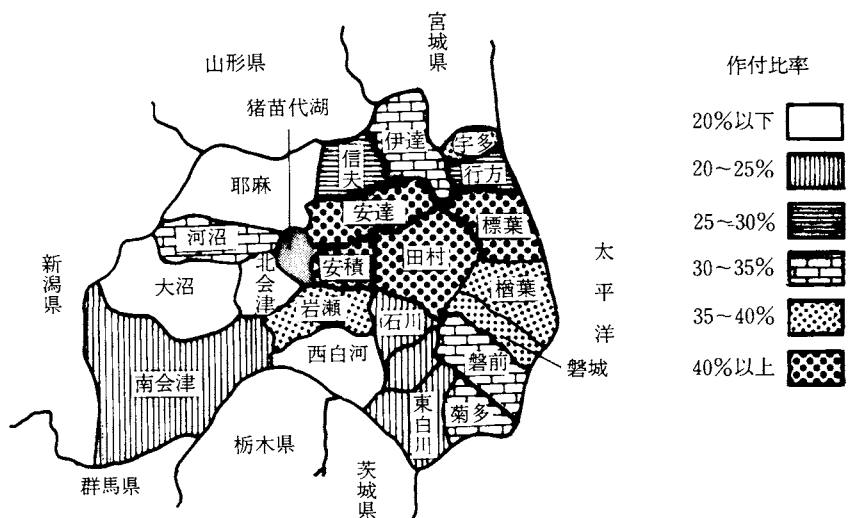 宮城県
山形県
猪苗代湖
伊達
宇多
信夫
行方
耶麻
安達
標葉
河沼
北会津
安積
田村
新潟県
大沼
楢葉
太平洋
岩瀬
石川
西白河
磐前
磐城
南会津
東白川
菊多
栃木県
群馬県
茨城県
作付比率
20%以下
20~25%
25~30%
30~35%
35~40%
40%以上